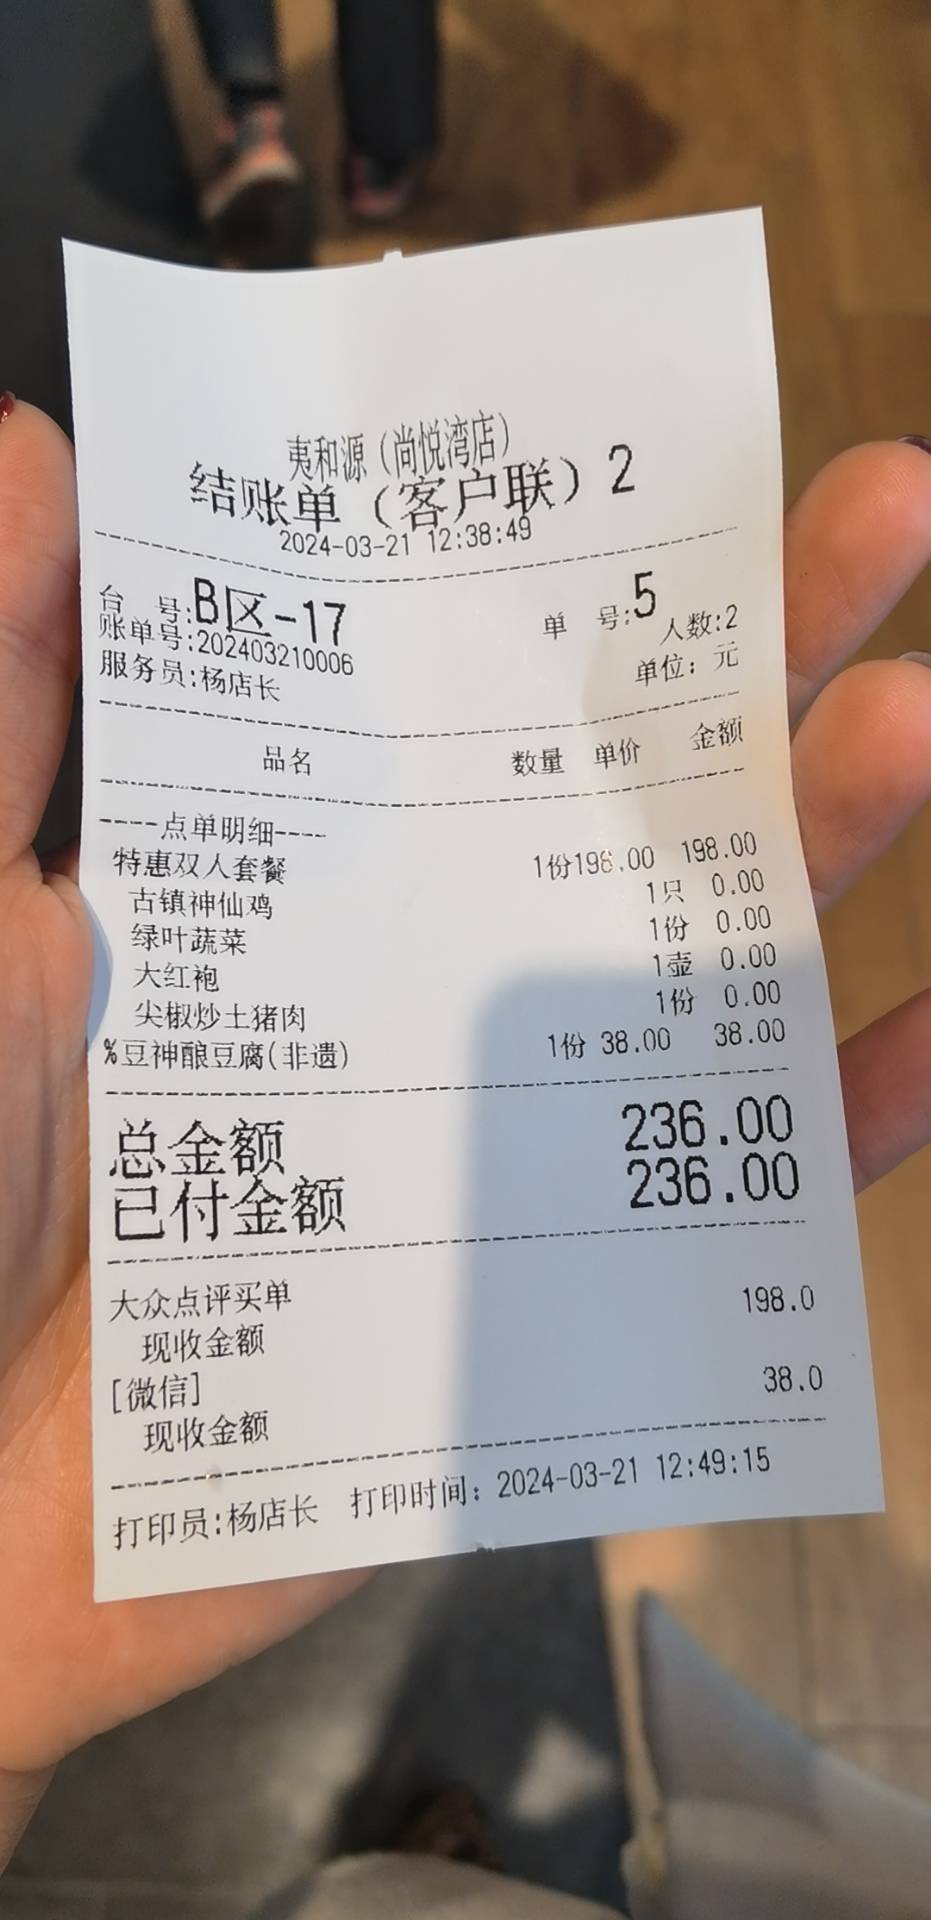 夷和源（尚悦湾店）
结账单（客户联）2
2024-03-21 12:38:49
台 号:B区-17 单 号:5
账单号:202403210006 人数:2
服务员:杨店长 单位: 元
品名 数量 单价 金额
----点单明细----
特惠双人套餐 1份198.00 198.00
古镇神仙鸡 1只 0.00
绿叶蔬菜 1份 0.00
大红袍 1壶 0.00
尖椒炒土猪肉 1份 0.00
%豆神酿豆腐(非遗) 1份 38.00 38.00
总金额 236.00
已付金额 236.00
大众点评买单
现收金额 198.0
[微信]
现收金额 38.0
打印员:杨店长 打印时间: 2024-03-21 12:49:15